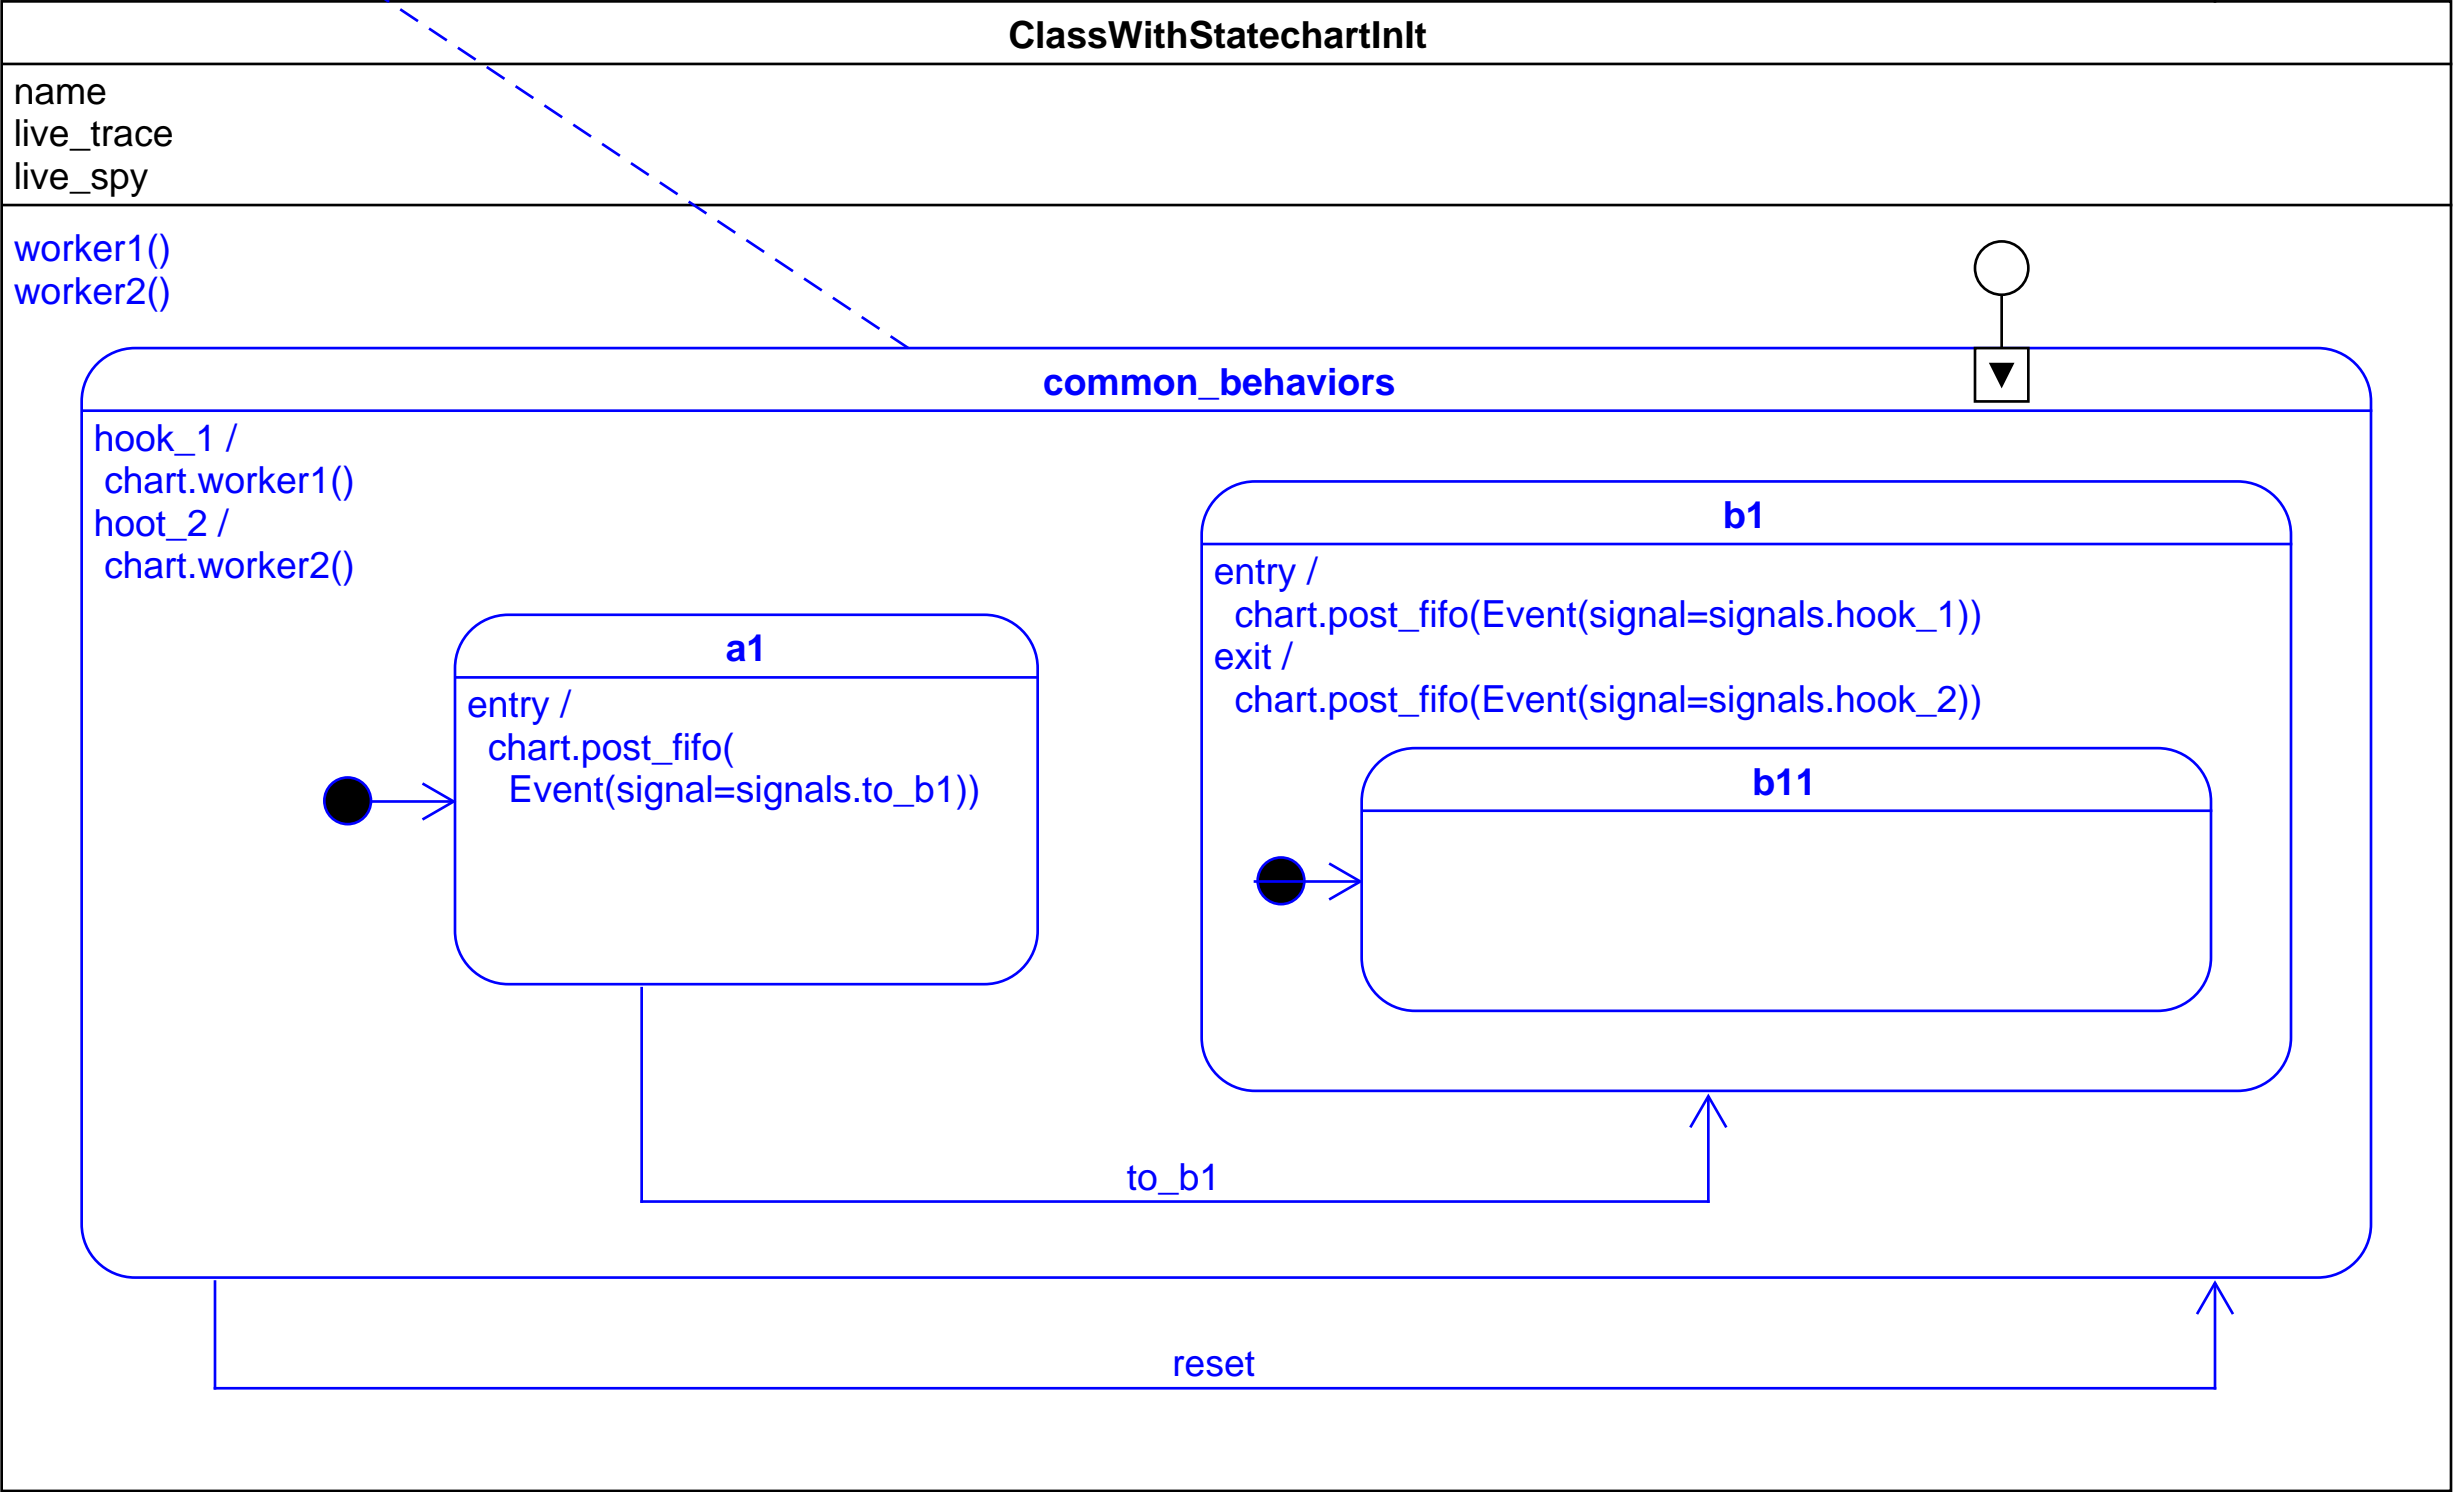 ClassWithStatechartInIt
name
live_trace
live_spy
worker1()
worker2()
common_behaviors
hook_1 /
chart.worker1()
hoot_2 /
chart.worker2()
a1
entry /
chart.post_fifo(
Event(signal=signals.to_b1))
b1
entry /
chart.post_fifo(Event(signal=signals.hook_1))
exit /
chart.post_fifo(Event(signal=signals.hook_2))
b11
to_b1
reset